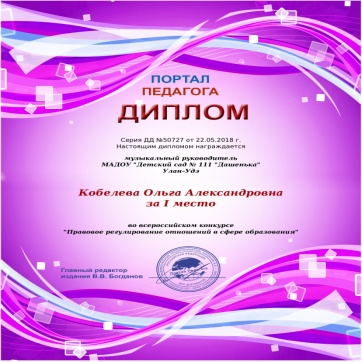 ПОРТАЛ
ПЕДАГОГА
ДИПЛОМ
Серия ДД №50727 от 22.05.2018 г.
Настоящим дипломом награждается
музыкальный руководитель
МАДОУ "Детский сад № 111 "Дашенька"
Улан-Удэ
Кобелева Ольга Александровна
за I место
во всероссийском конкурсе
"Правовое регулирование отношений в сфере образования"
Главный редактор
издания В.В. Богданов